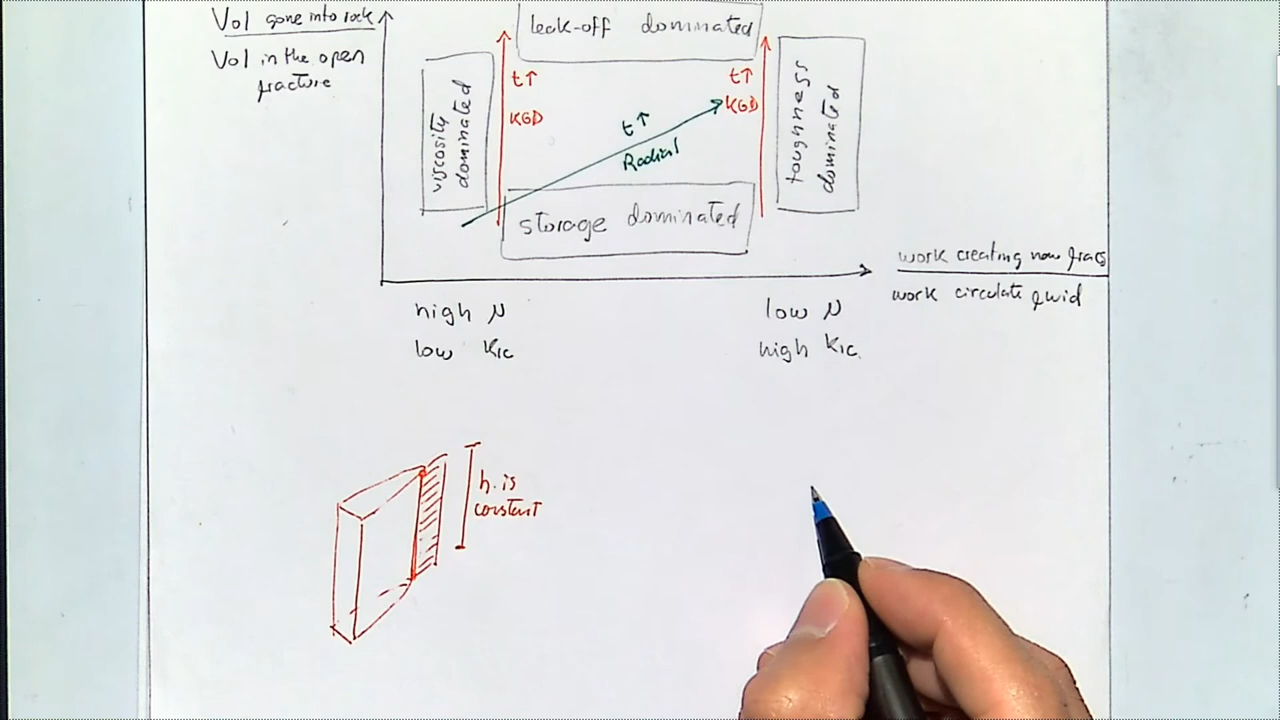 Vol gone into rock
Vol in the open
fracture
leak-off dominated
viscosity
dominated
t↑
KGD
t↑
Radial
t↑
KGD
toughness
dominated
storage dominated
work creating new fracs
work circulate fluid
high μ
low KIC
low μ
high KIC.
h is
constant